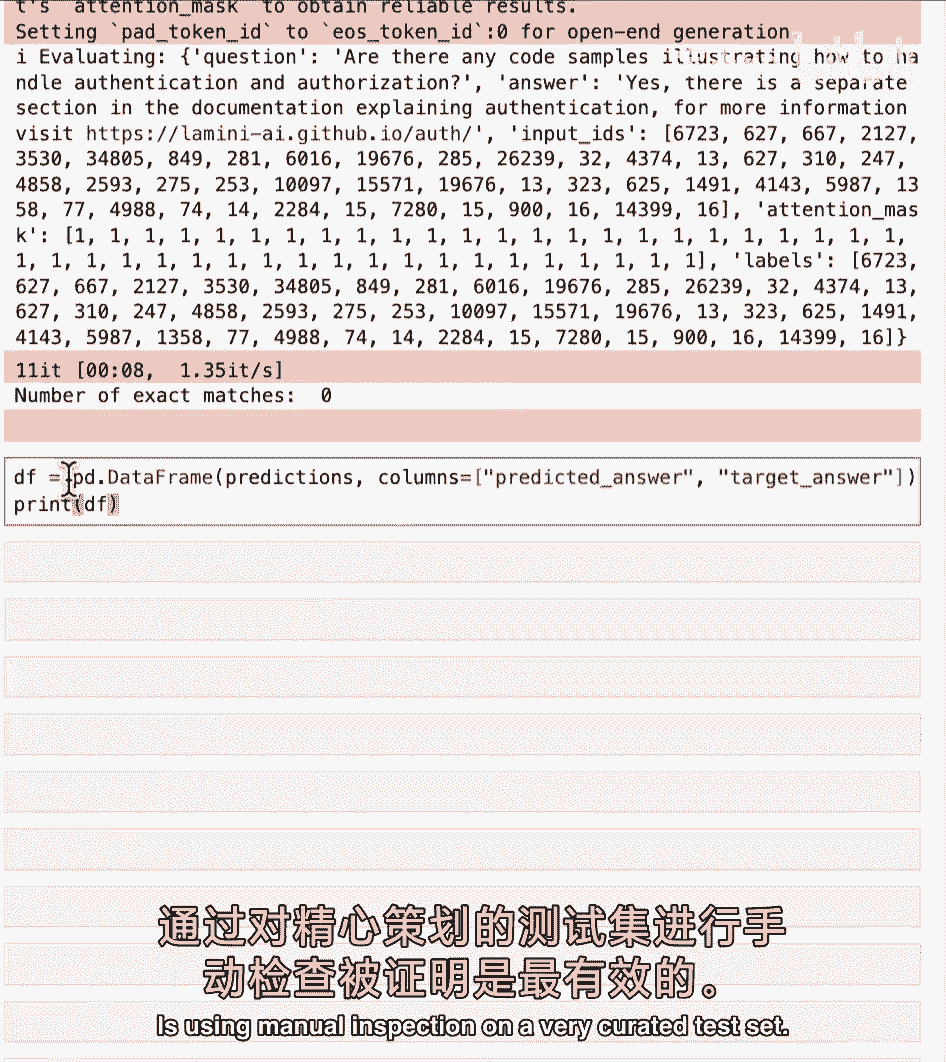 t's `attention_mask` to obtain reliable results.
Setting `pad_token_id` to `eos_token_id`:0 for open-end generation
i Evaluating: {'question': 'Are there any code samples illustrating how to ha
ndle authentication and authorization?', 'answer': 'Yes, there is a separate
section in the documentation explaining authentication, for more information
visit https://lamini-ai.github.io/auth/', 'input_ids': [6723, 627, 667, 2127,
3530, 34805, 849, 281, 6016, 19676, 285, 26239, 32, 4374, 13, 627, 310, 247,
4858, 2593, 275, 253, 10097, 15571, 19676, 13, 323, 625, 1491, 4143, 5987, 13
58, 77, 4988, 74, 14, 2284, 15, 7280, 15, 900, 16, 14399, 16], 'attention_mas
k': [1, 1, 1, 1, 1, 1, 1, 1, 1, 1, 1, 1, 1, 1, 1, 1, 1, 1, 1, 1, 1, 1, 1, 1,
1, 1, 1, 1, 1, 1, 1, 1, 1, 1, 1, 1, 1, 1, 1, 1, 1, 1, 1, 1], 'labels': [6723,
627, 667, 2127, 3530, 34805, 849, 281, 6016, 19676, 285, 26239, 32, 4374, 13,
627, 310, 247, 4858, 2593, 275, 253, 10097, 15571, 19676, 13, 323, 625, 1491,
4143, 5987, 1358, 77, 4988, 74, 14, 2284, 15, 7280, 15, 900, 16, 14399, 16]}
11it [00:08, 1.35it/s]
Number of exact matches: 0
df = pd.DataFrame(predictions, columns=["predicted_answer", "target_answer"])
print(df)
通过对精心策划的测试集进行手
动检查被证明是最有效的。
Is using manual inspection on a very curated test set.